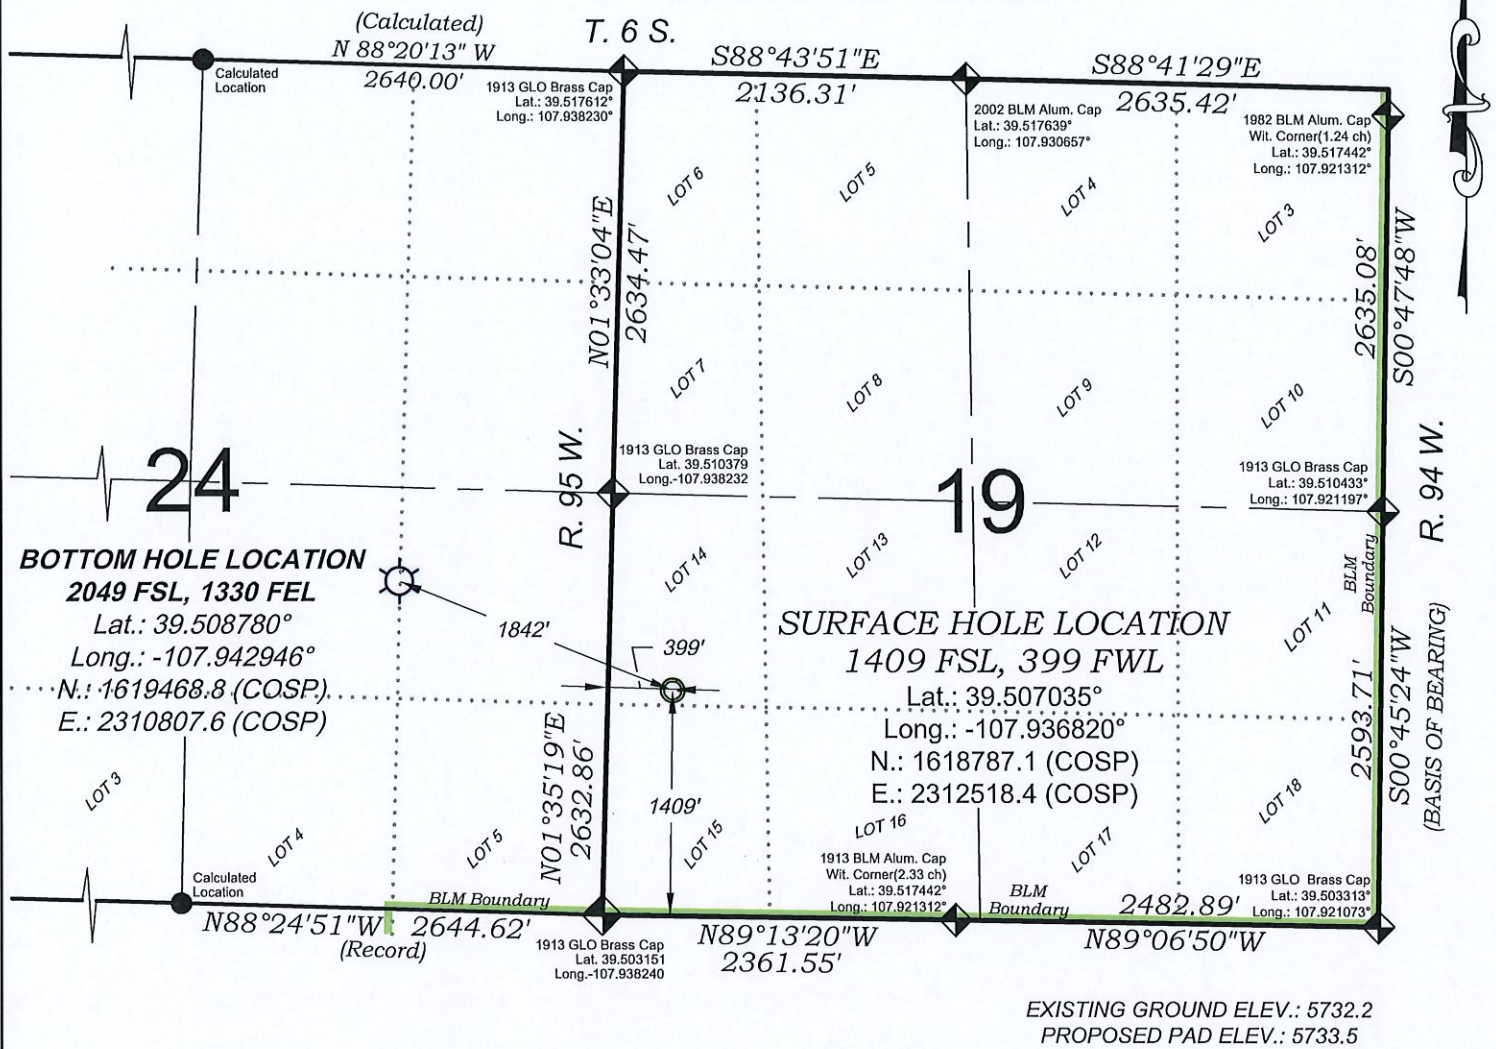 (Calculated)
N 88°20'13" W
2640.00'
T. 6 S.
S88°43'51"E
2136.31'
S88°41'29"E
2635.42'
Calculated
Location
1913 GLO Brass Cap
Lat.: 39.517612°
Long.: 107.938230°
2002 BLM Alum. Cap
Lat.: 39.517639°
Long.: 107.930657°
1982 BLM Alum. Cap
Wit. Corner(1.24 ch)
Lat.: 39.517442°
Long.: 107.921312°
LOT 6
LOT 5
LOT 4
LOT 3
N01°33'04"E
2634.47'
2635.08'
S00°47'48"W
LOT 7
LOT 8
LOT 9
LOT 10
R. 95 W.
R. 94 W.
1913 GLO Brass Cap
Lat. 39.510379
Long.-107.938232
1913 GLO Brass Cap
Lat.: 39.510433°
Long.: 107.921197°
24
19
LOT 14
LOT 13
LOT 12
LOT 11
BLM
Boundary
BOTTOM HOLE LOCATION
2049 FSL, 1330 FEL
Lat.: 39.508780°
Long.: -107.942946°
N.: 1619468.8 (COSP)
E.: 2310807.6 (COSP)
1842'
399'
SURFACE HOLE LOCATION
1409 FSL, 399 FWL
Lat.: 39.507035°
Long.: -107.936820°
N.: 1618787.1 (COSP)
E.: 2312518.4 (COSP)
2593.71'
S00°45'24"W
(BASIS OF BEARING)
N01°35'19"E
2632.86'
1409'
LOT 3
LOT 4
LOT 5
LOT 15
LOT 16
LOT 17
LOT 18
Calculated
Location
BLM Boundary
1913 BLM Alum. Cap
Wit. Corner(2.33 ch)
Lat.: 39.517442°
Long.: 107.921312°
BLM
Boundary
1913 GLO Brass Cap
Lat.: 39.503313°
Long.: 107.921073°
N88°24'51"W
2644.62'
(Record)
1913 GLO Brass Cap
Lat. 39.503151
Long.-107.938240
N89°13'20"W
2361.55'
2482.89'
N89°06'50"W
EXISTING GROUND ELEV.: 5732.2
PROPOSED PAD ELEV.: 5733.5